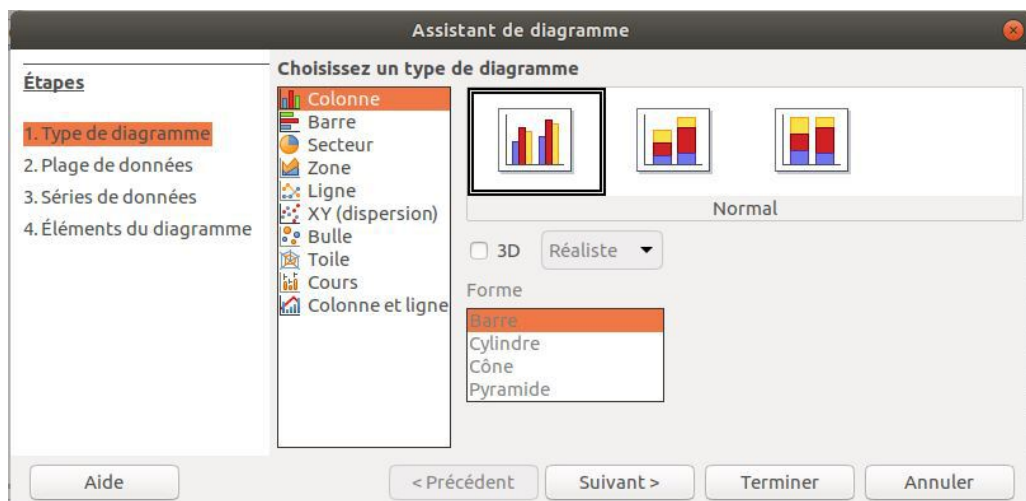 Assistant de diagramme
Étapes
1. Type de diagramme
2. Plage de données
3. Séries de données
4. Éléments du diagramme
Choisissez un type de diagramme
Colonne
Barre
Secteur
Zone
Ligne
XY (dispersion)
Bulle
Toile
Cours
Colonne et ligne
Normal
3D
Réaliste
Forme
Barre
Cylindre
Cône
Pyramide
Aide
< Précédent
Suivant >
Terminer
Annuler